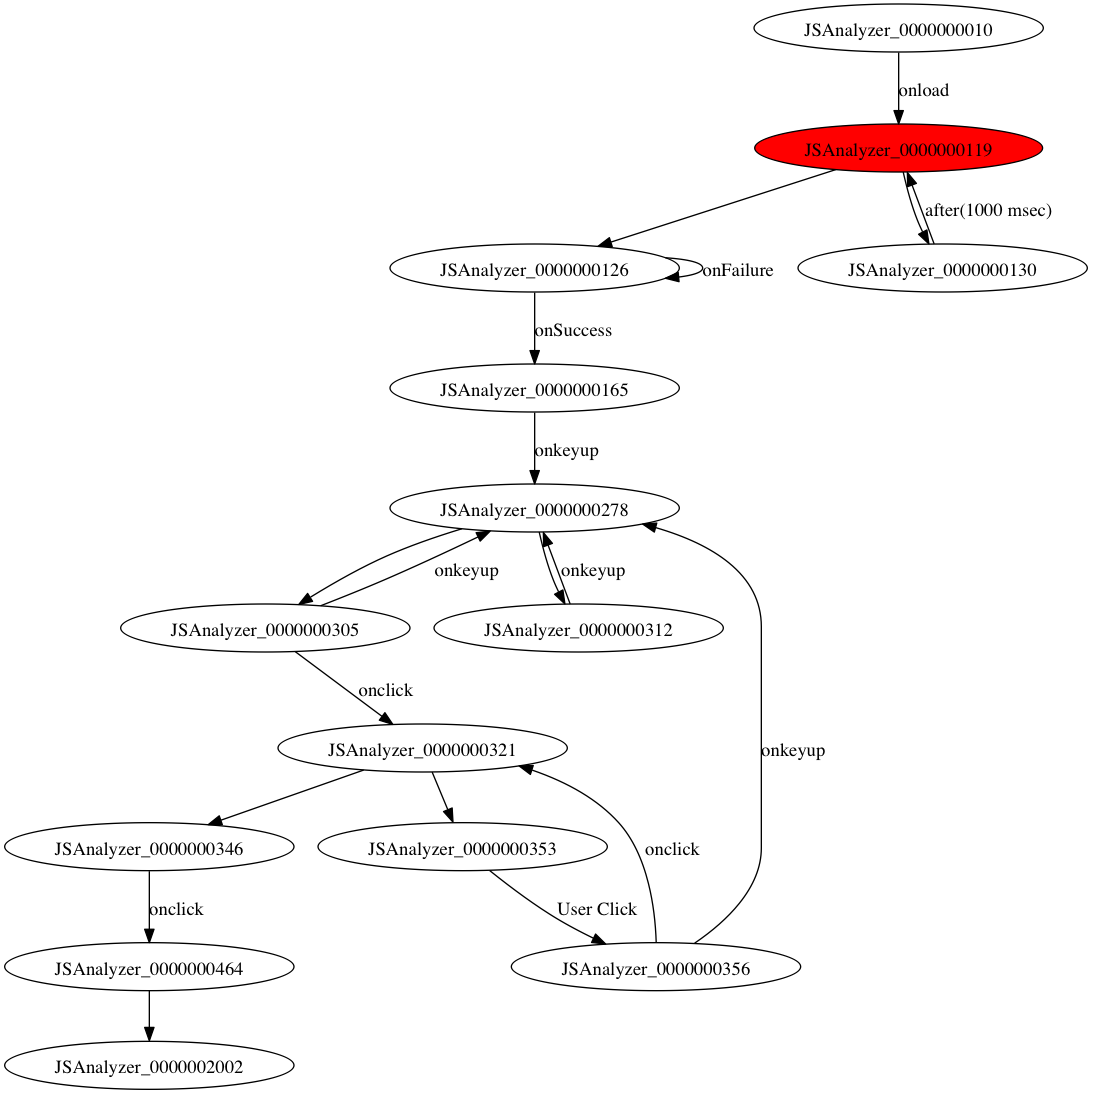 JSAnalyzer_0000000010
onload
JSAnalyzer_0000000119
after(1000 msec)
JSAnalyzer_0000000126
onFailure
JSAnalyzer_0000000130
onSuccess
JSAnalyzer_0000000165
onkeyup
JSAnalyzer_0000000278
onkeyup
onkeyup
JSAnalyzer_0000000305
JSAnalyzer_0000000312
onclick
JSAnalyzer_0000000321
onkeyup
JSAnalyzer_0000000346
JSAnalyzer_0000000353
onclick
onclick
User Click
JSAnalyzer_0000000464
JSAnalyzer_0000000356
JSAnalyzer_0000002002